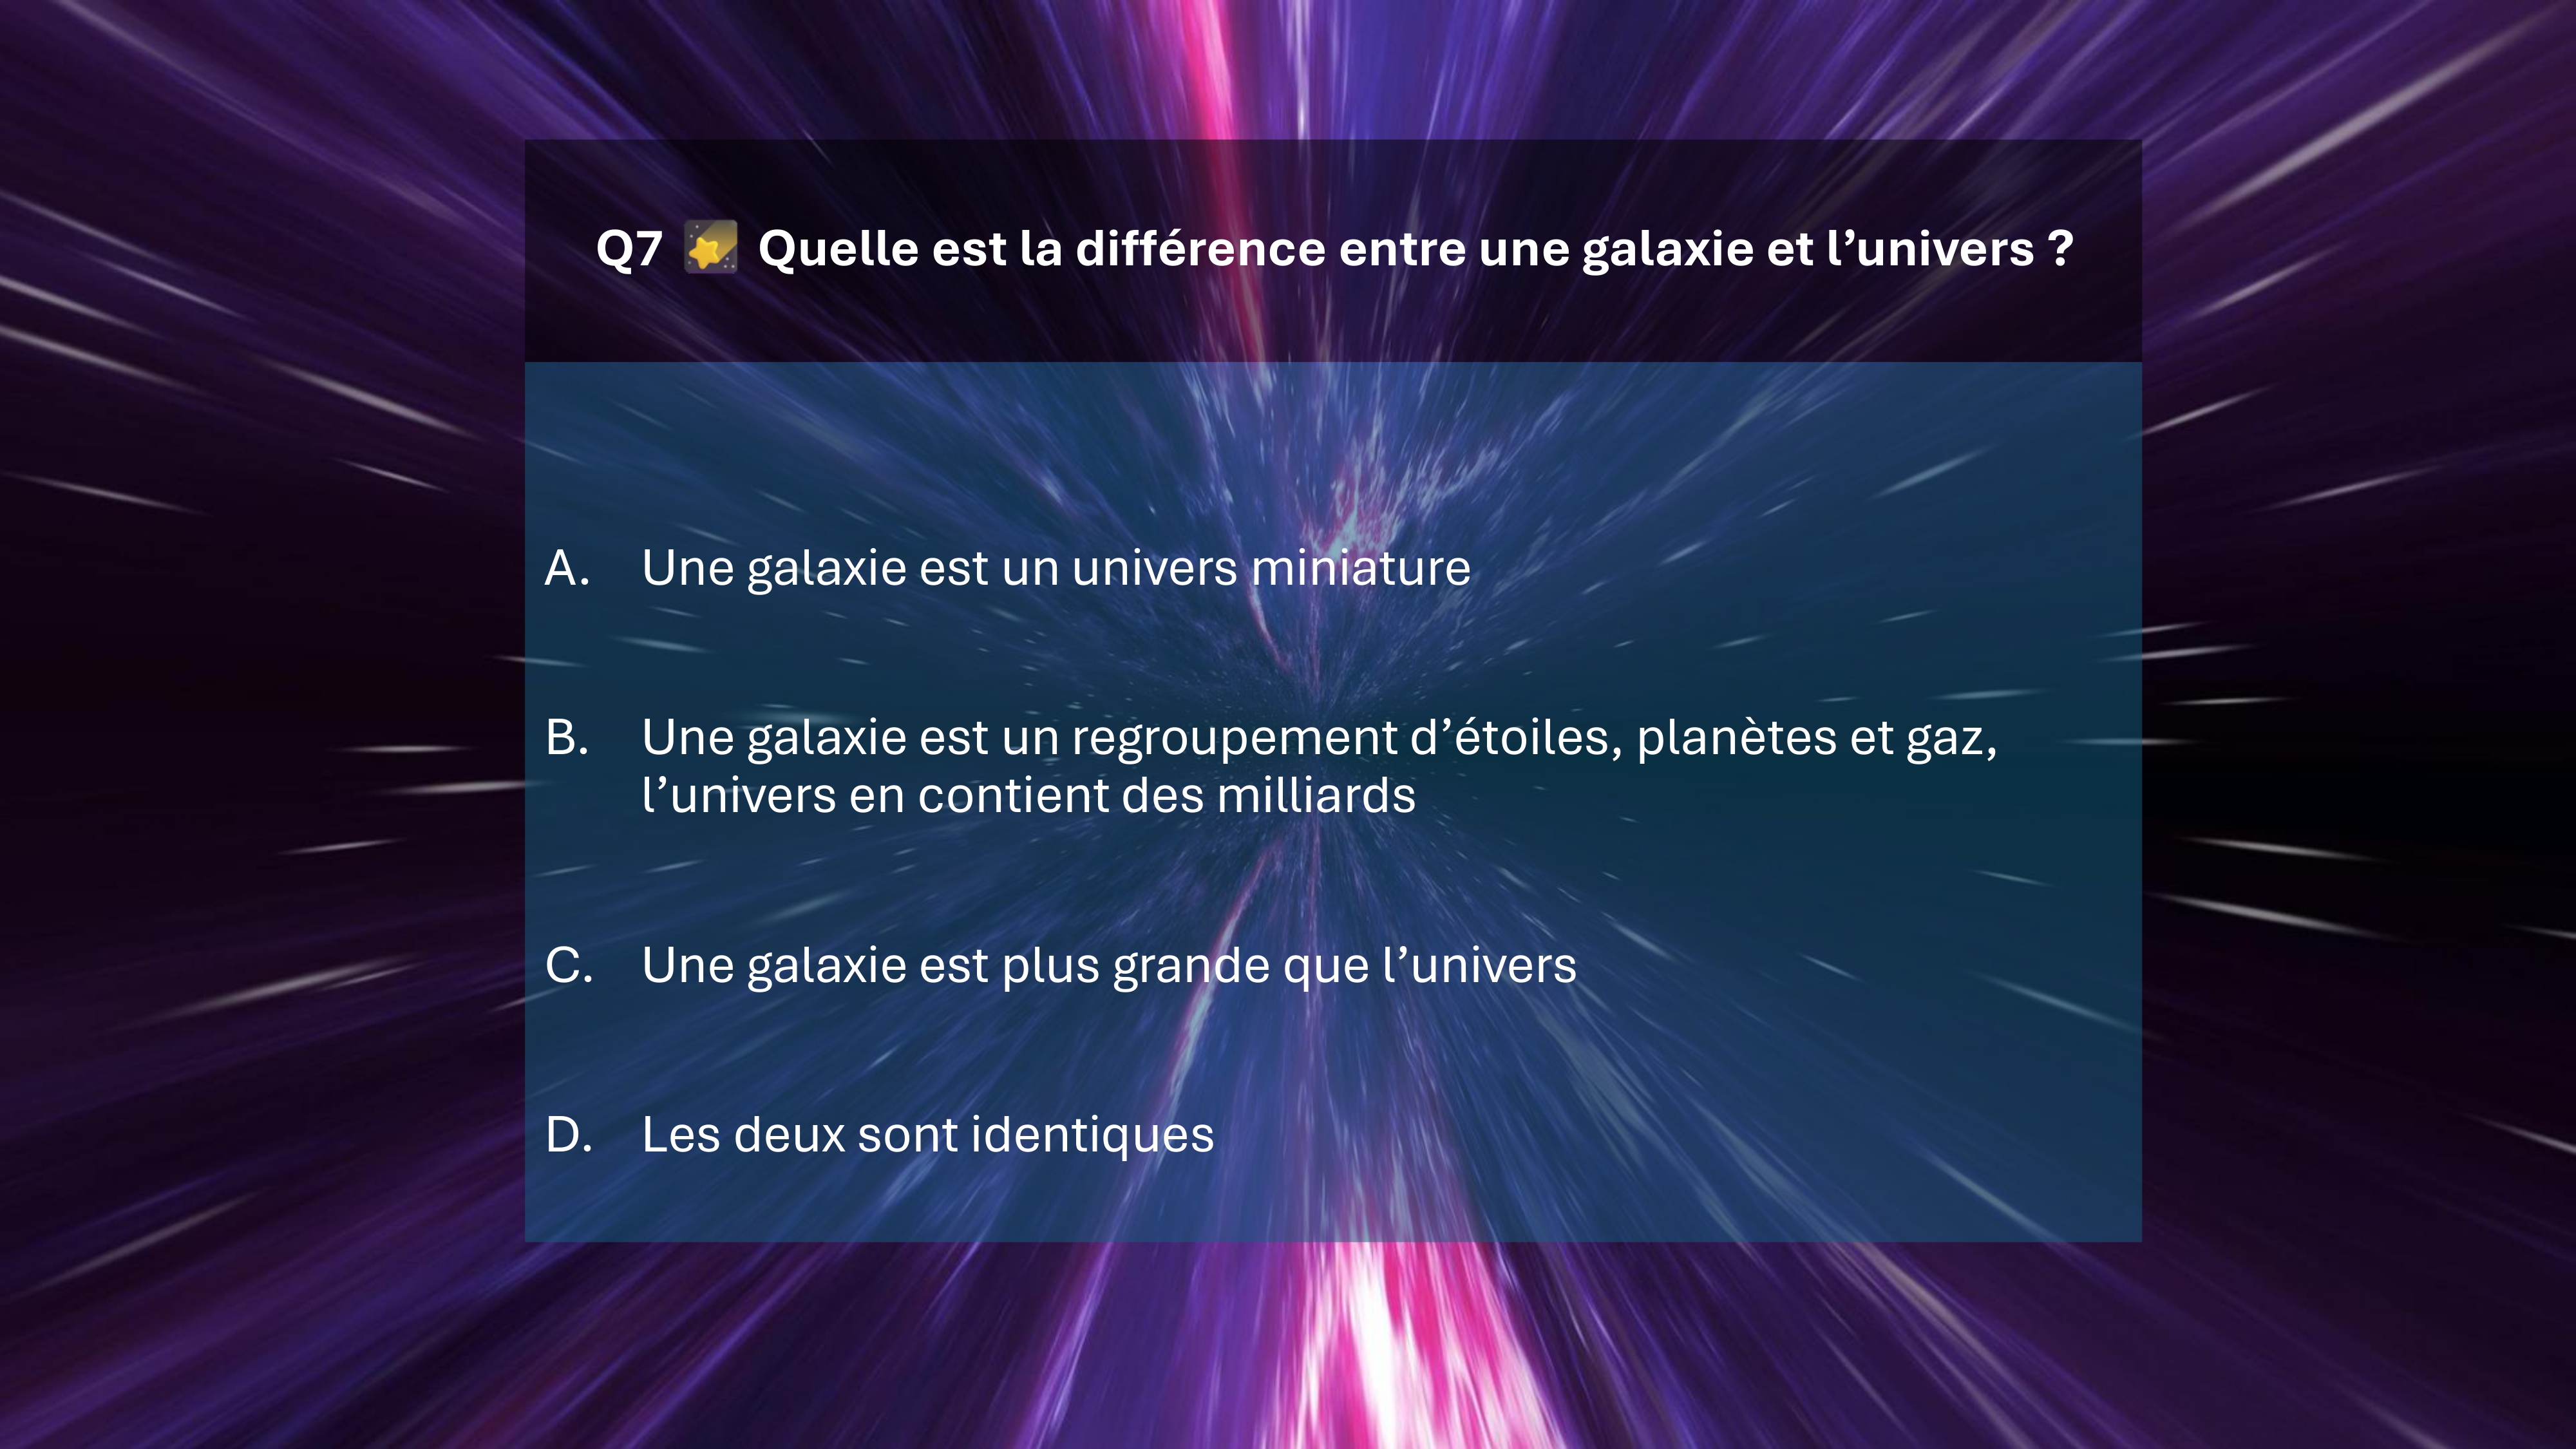 Q7 🌠 Quelle est la différence entre une galaxie et l’univers ?
A. Une galaxie est un univers miniature
B. Une galaxie est un regroupement d’étoiles, planètes et gaz,
l’univers en contient des milliards
C. Une galaxie est plus grande que l’univers
D. Les deux sont identiques